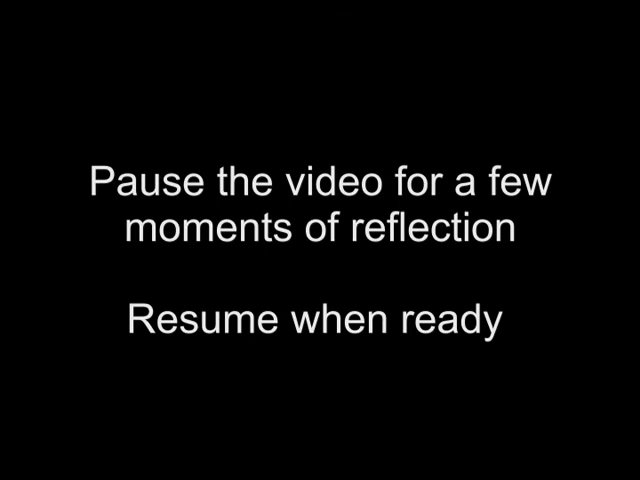 Pause the video for a few
moments of reflection
Resume when ready